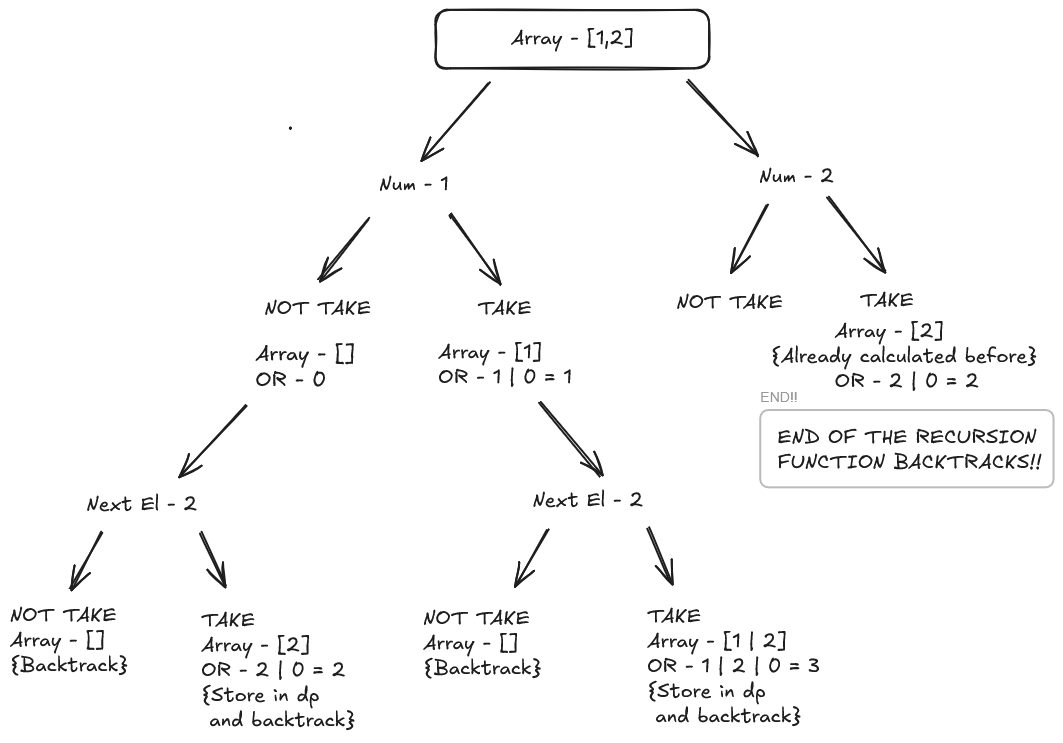 Array - [1,2]
Num - 1
Num - 2
NOT TAKE
TAKE
NOT TAKE
TAKE
Array - []
OR - 0
Array - [1]
OR - 1 | 0 = 1
Array - [2]
{Already calculated before}
OR - 2 | 0 = 2
END!!
END OF THE RECURSION
FUNCTION BACKTRACKS!!
Next El - 2
Next El - 2
NOT TAKE
Array - []
{Backtrack}
TAKE
Array - [2]
OR - 2 | 0 = 2
{Store in dp
and backtrack}
NOT TAKE
Array - []
{Backtrack}
TAKE
Array - [1 | 2]
OR - 1 | 2 | 0 = 3
{Store in dp
and backtrack}